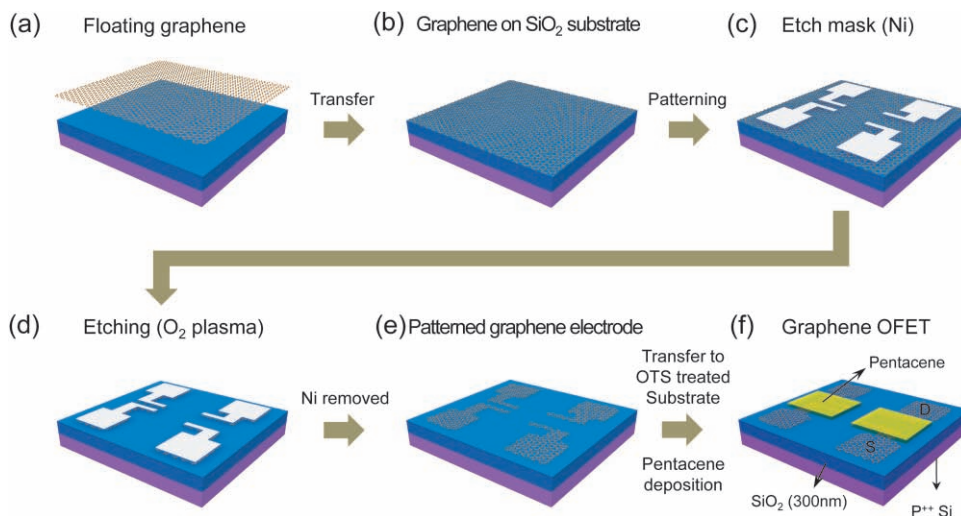 (a) Floating graphene
(b) Graphene on SiO₂ substrate
(c) Etch mask (Ni)
Transfer
Patterning
(d) Etching (O₂ plasma)
(e) Patterned graphene electrode
(f) Graphene OFET
Ni removed
Transfer to
OTS treated
Substrate
Pentacene
deposition
Pentacene
D
S
SiO₂ (300nm)
P⁺⁺ Si